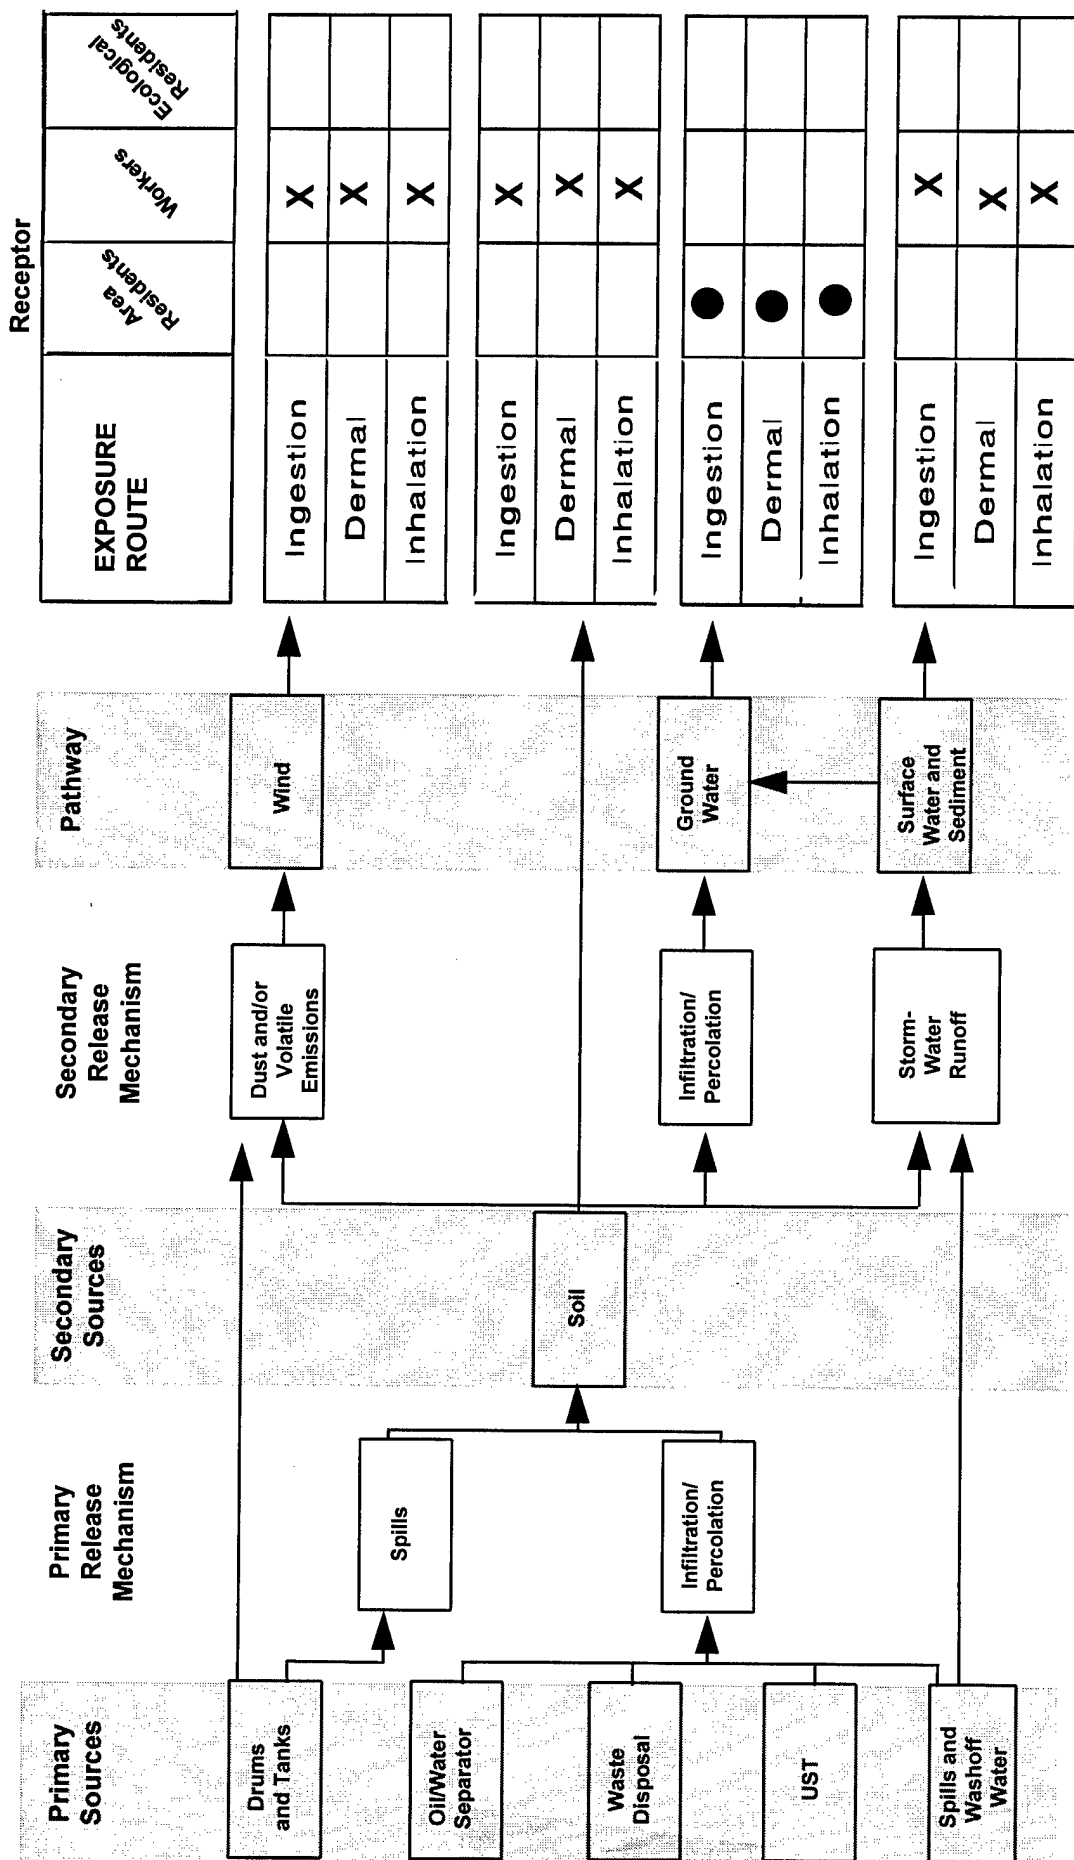 Primary
Sources
Primary
Release
Mechanism
Secondary
Sources
Secondary
Release
Mechanism
Pathway
Receptor
EXPOSURE
ROUTE
Area
Residents
Workers
Ecological
Residents
Drums
and Tanks
Oil/Water
Separator
Waste
Disposal
UST
Spills and
Washoff
Water
Spills
Infiltration/
Percolation
Soil
Dust and/or
Volatile
Emissions
Infiltration/
Percolation
Storm-
Water
Runoff
Wind
Ground
Water
Surface
Water and
Sediment
Ingestion X
Dermal X
Inhalation X
Ingestion X
Dermal X
Inhalation X
Ingestion ●
Dermal ●
Inhalation ●
Ingestion X
Dermal X
Inhalation X